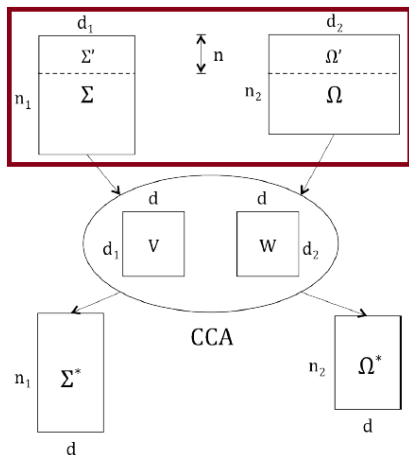 d₁ d₂
Σ′ n Ω′
n₁ Σ n₂ Ω
d d
d₁ V W d₂
CCA
n₁ Σ* n₂ Ω*
d d